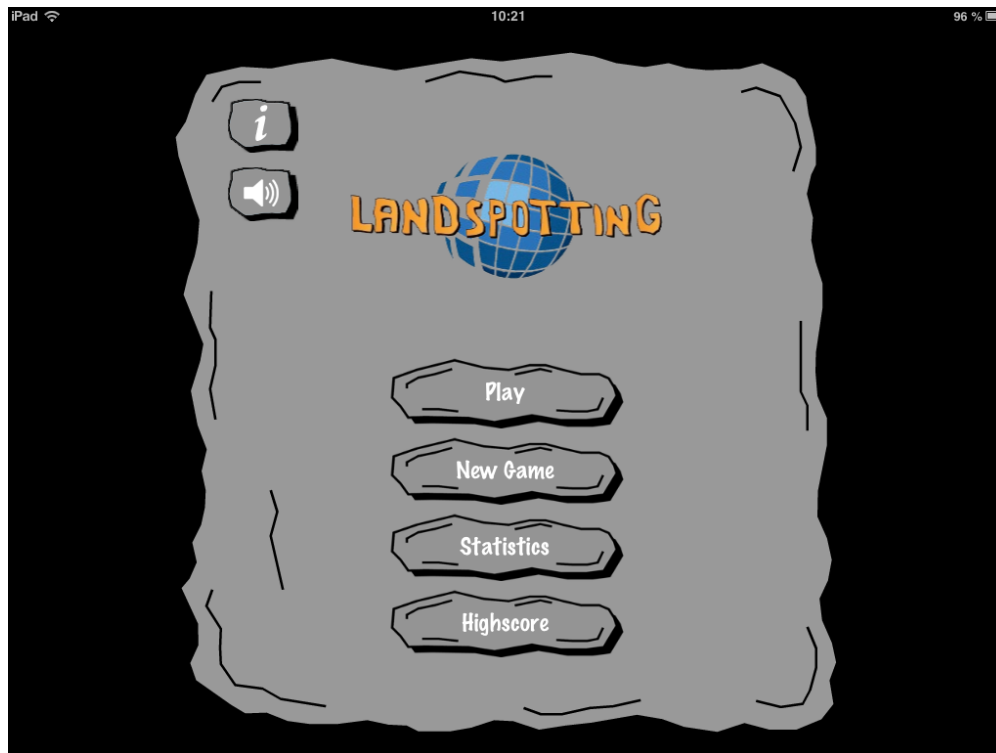 iPad 10:21 96 %
i
LANDSPOTTING
Play
New Game
Statistics
Highscore